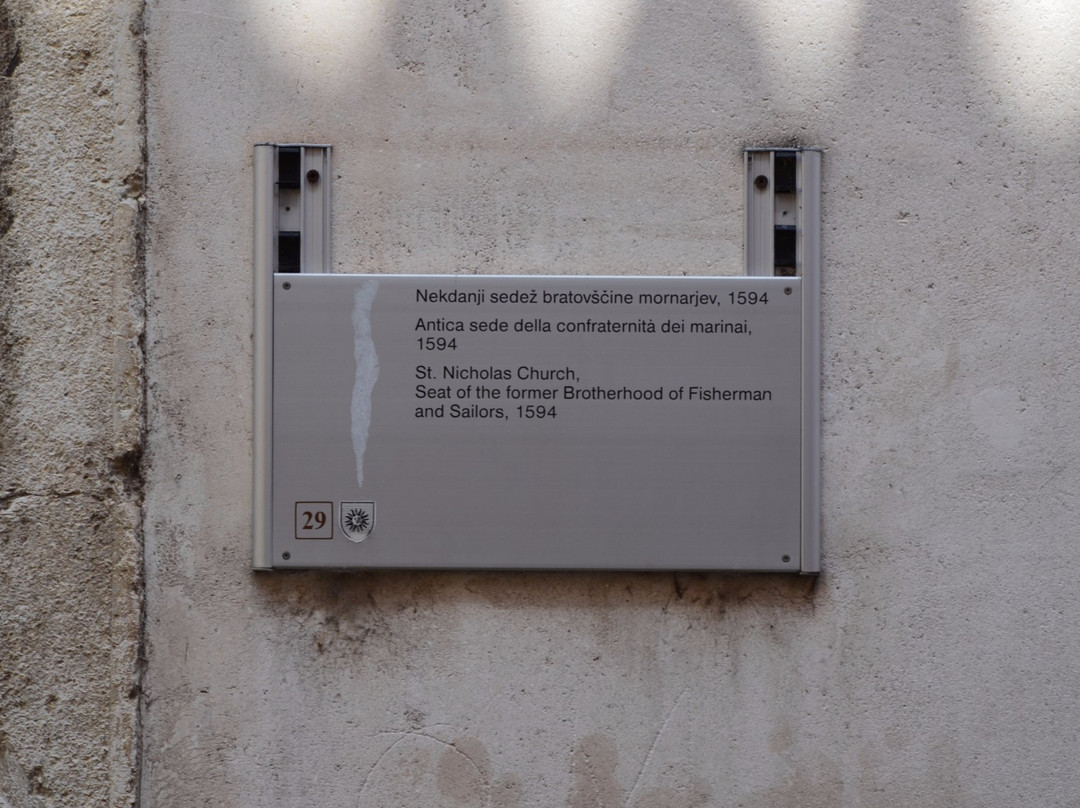 Nekdanji sedež bratovščine mornarjev, 1594
Antica sede della confraternità dei marinai,
1594
St. Nicholas Church,
Seat of the former Brotherhood of Fisherman
and Sailors, 1594
29